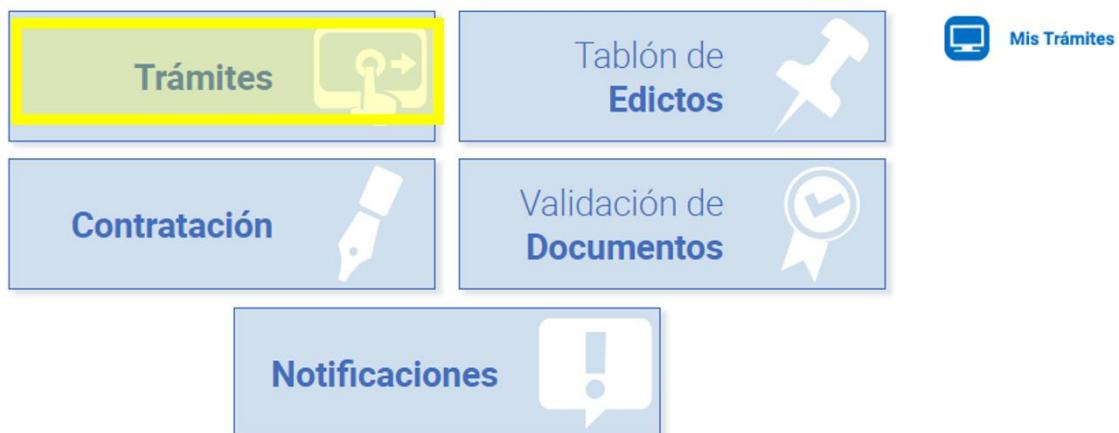 Trámites
Tablón de
Edictos
Mis Trámites
Contratación
Validación de
Documentos
Notificaciones